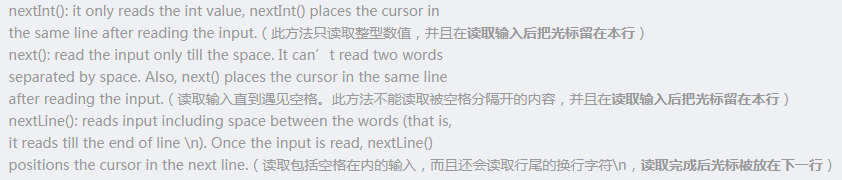 nextInt(): it only reads the int value, nextInt() places the cursor in
the same line after reading the input.（此方法只读取整型数值，并且在读取输入后把光标留在本行）
next(): read the input only till the space. It can’t read two words
separated by space. Also, next() places the cursor in the same line
after reading the input.（读取输入直到遇见空格。此方法不能读取被空格分隔开的内容，并且在读取输入后把光标留在本行）
nextLine(): reads input including space between the words (that is,
it reads till the end of line \n). Once the input is read, nextLine()
positions the cursor in the next line.（读取包括空格在内的输入，而且还会读取行尾的换行字符\n，读取完成后光标被放在下一行）